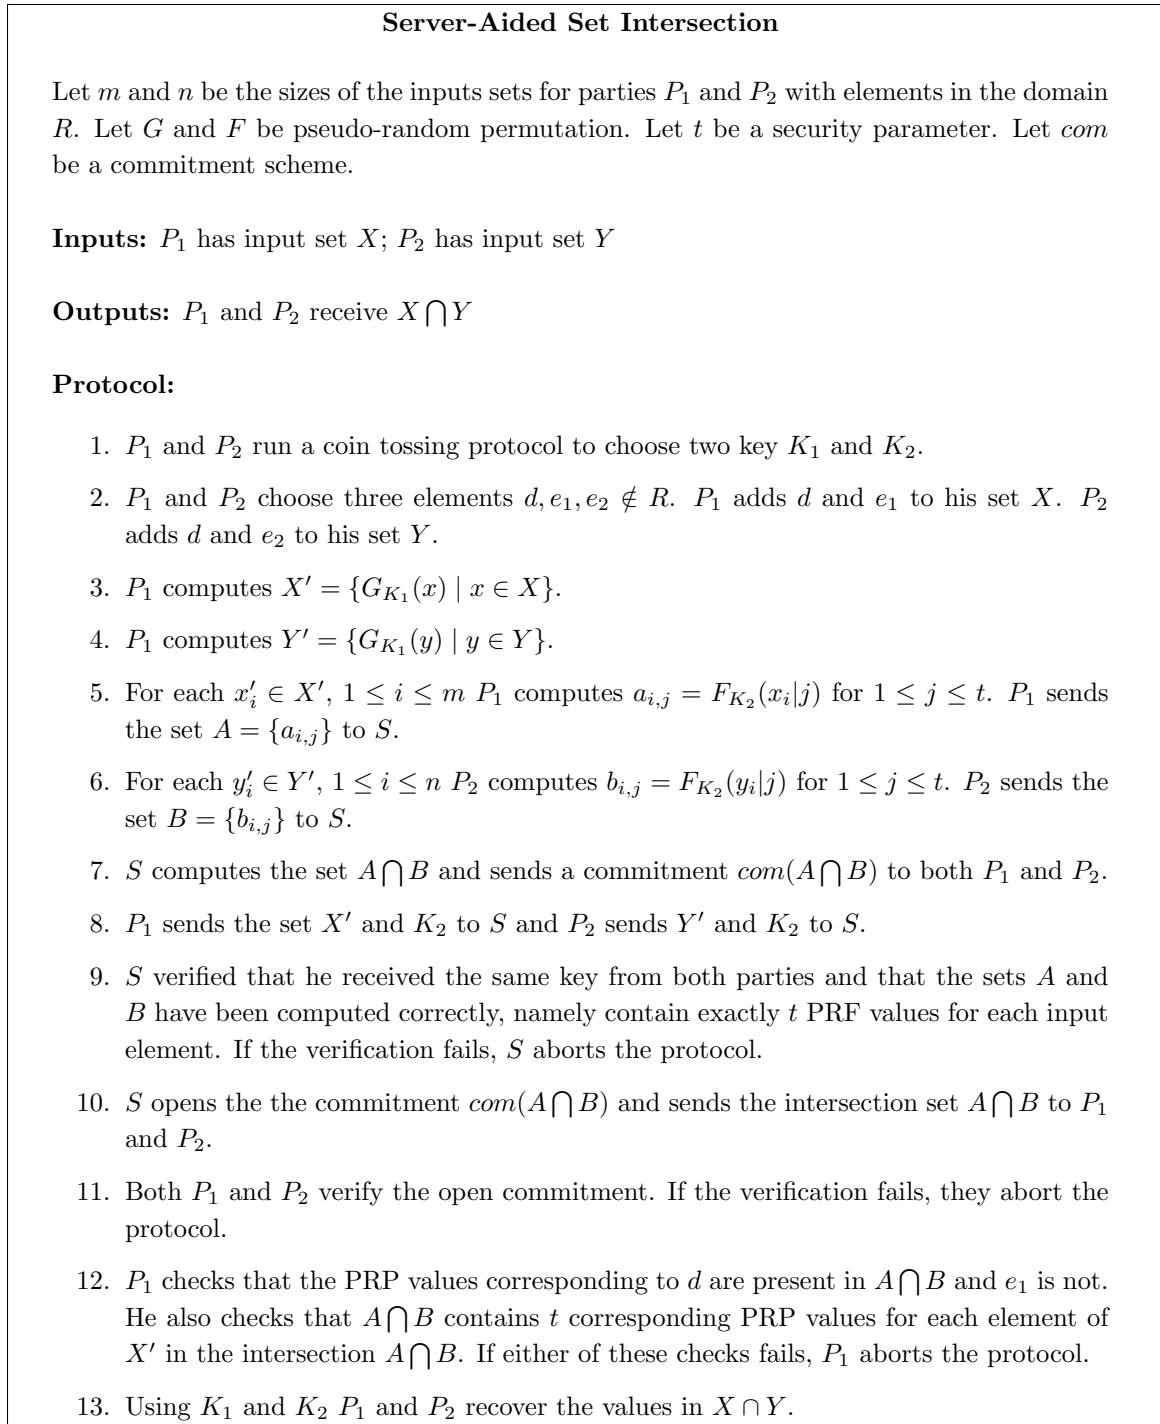 Server-Aided Set Intersection
Let m and n be the sizes of the inputs sets for parties P₁ and P₂ with elements in the domain
R. Let G and F be pseudo-random permutation. Let t be a security parameter. Let com
be a commitment scheme.
Inputs: P₁ has input set X; P₂ has input set Y
Outputs: P₁ and P₂ receive X ⋂ Y
Protocol:
1. P₁ and P₂ run a coin tossing protocol to choose two key K₁ and K₂.
2. P₁ and P₂ choose three elements d, e₁, e₂ ∉ R. P₁ adds d and e₁ to his set X. P₂
adds d and e₂ to his set Y.
3. P₁ computes X′ = {G_{K₁}(x) | x ∈ X}.
4. P₁ computes Y′ = {G_{K₁}(y) | y ∈ Y}.
5. For each x′ᵢ ∈ X′, 1 ≤ i ≤ m P₁ computes a_{i,j} = F_{K₂}(xᵢ|j) for 1 ≤ j ≤ t. P₁ sends
the set A = {a_{i,j}} to S.
6. For each y′ᵢ ∈ Y′, 1 ≤ i ≤ n P₂ computes b_{i,j} = F_{K₂}(yᵢ|j) for 1 ≤ j ≤ t. P₂ sends the
set B = {b_{i,j}} to S.
7. S computes the set A ⋂ B and sends a commitment com(A ⋂ B) to both P₁ and P₂.
8. P₁ sends the set X′ and K₂ to S and P₂ sends Y′ and K₂ to S.
9. S verified that he received the same key from both parties and that the sets A and
B have been computed correctly, namely contain exactly t PRF values for each input
element. If the verification fails, S aborts the protocol.
10. S opens the the commitment com(A ⋂ B) and sends the intersection set A ⋂ B to P₁
and P₂.
11. Both P₁ and P₂ verify the open commitment. If the verification fails, they abort the
protocol.
12. P₁ checks that the PRP values corresponding to d are present in A ⋂ B and e₁ is not.
He also checks that A ⋂ B contains t corresponding PRP values for each element of
X′ in the intersection A ⋂ B. If either of these checks fails, P₁ aborts the protocol.
13. Using K₁ and K₂ P₁ and P₂ recover the values in X ∩ Y.